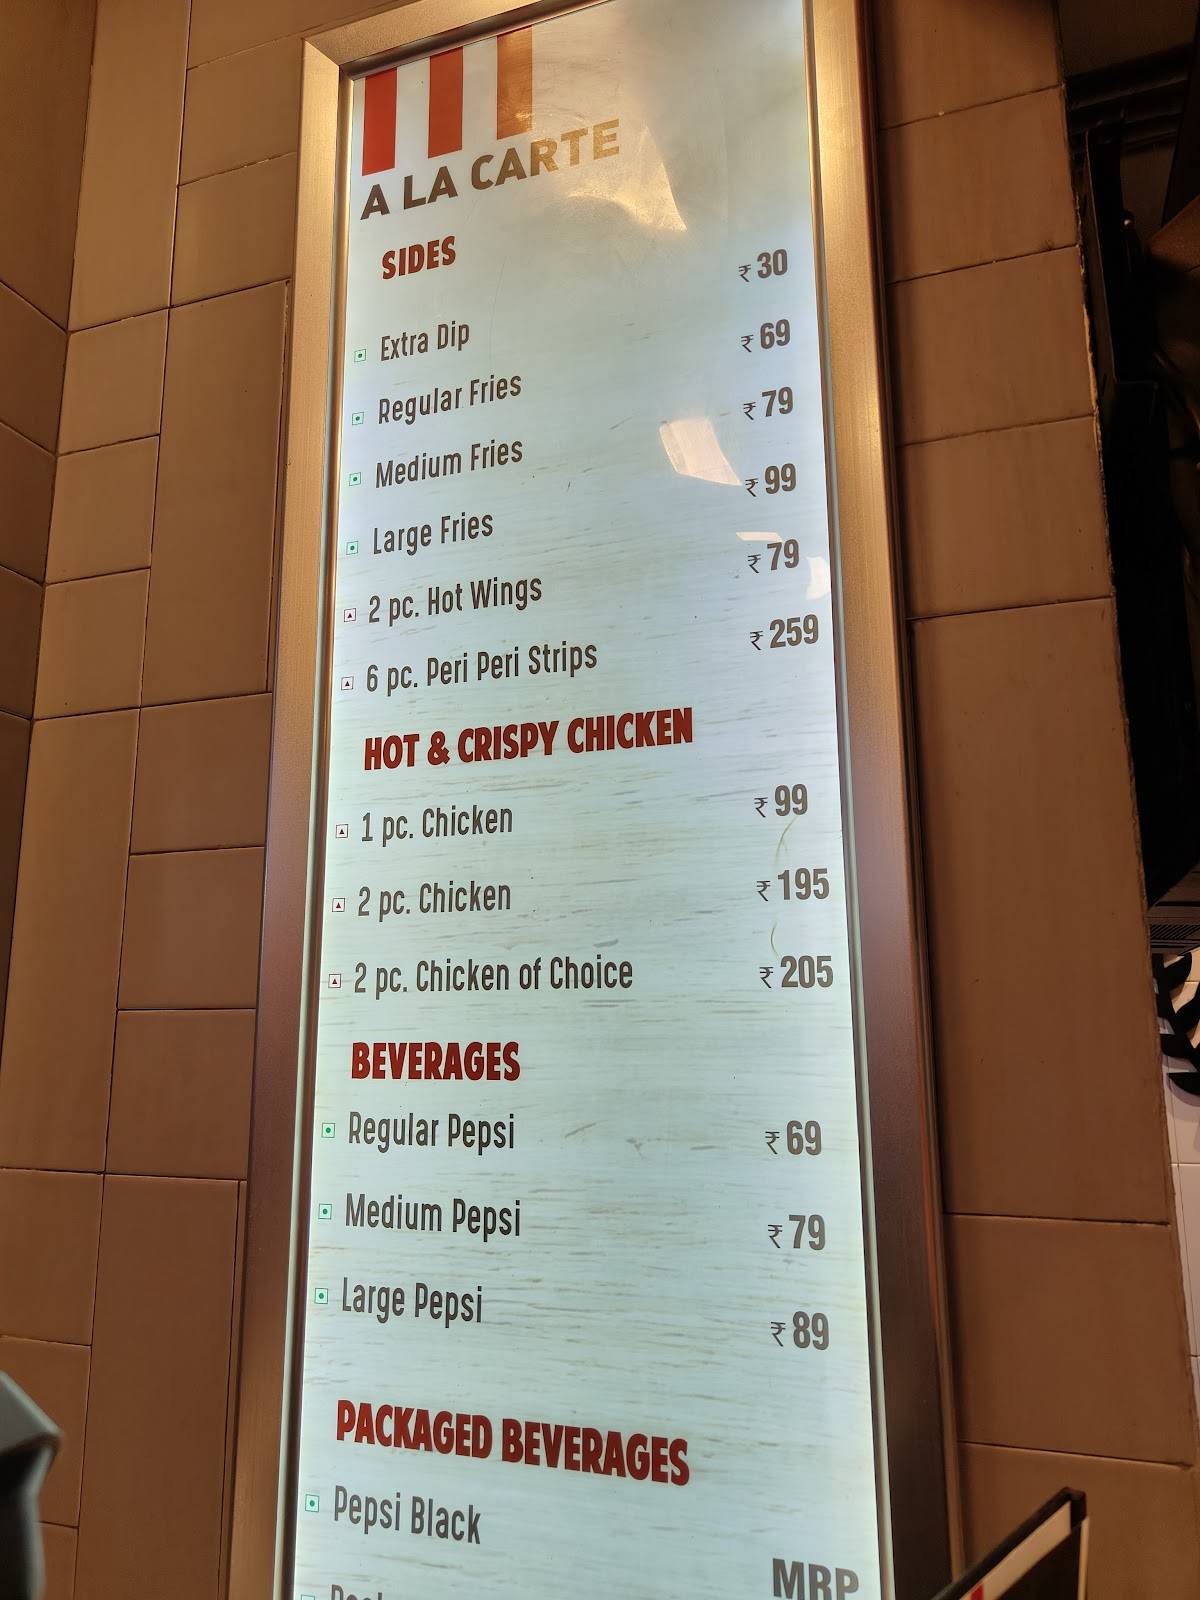 A LA CARTE
SIDES
Extra Dip ₹ 30
Regular Fries ₹ 69
Medium Fries ₹ 79
Large Fries ₹ 99
2 pc. Hot Wings ₹ 79
6 pc. Peri Peri Strips ₹ 259
HOT & CRISPY CHICKEN
1 pc. Chicken ₹ 99
2 pc. Chicken ₹ 195
2 pc. Chicken of Choice ₹ 205
BEVERAGES
Regular Pepsi ₹ 69
Medium Pepsi ₹ 79
Large Pepsi ₹ 89
PACKAGED BEVERAGES
Pepsi Black MRP